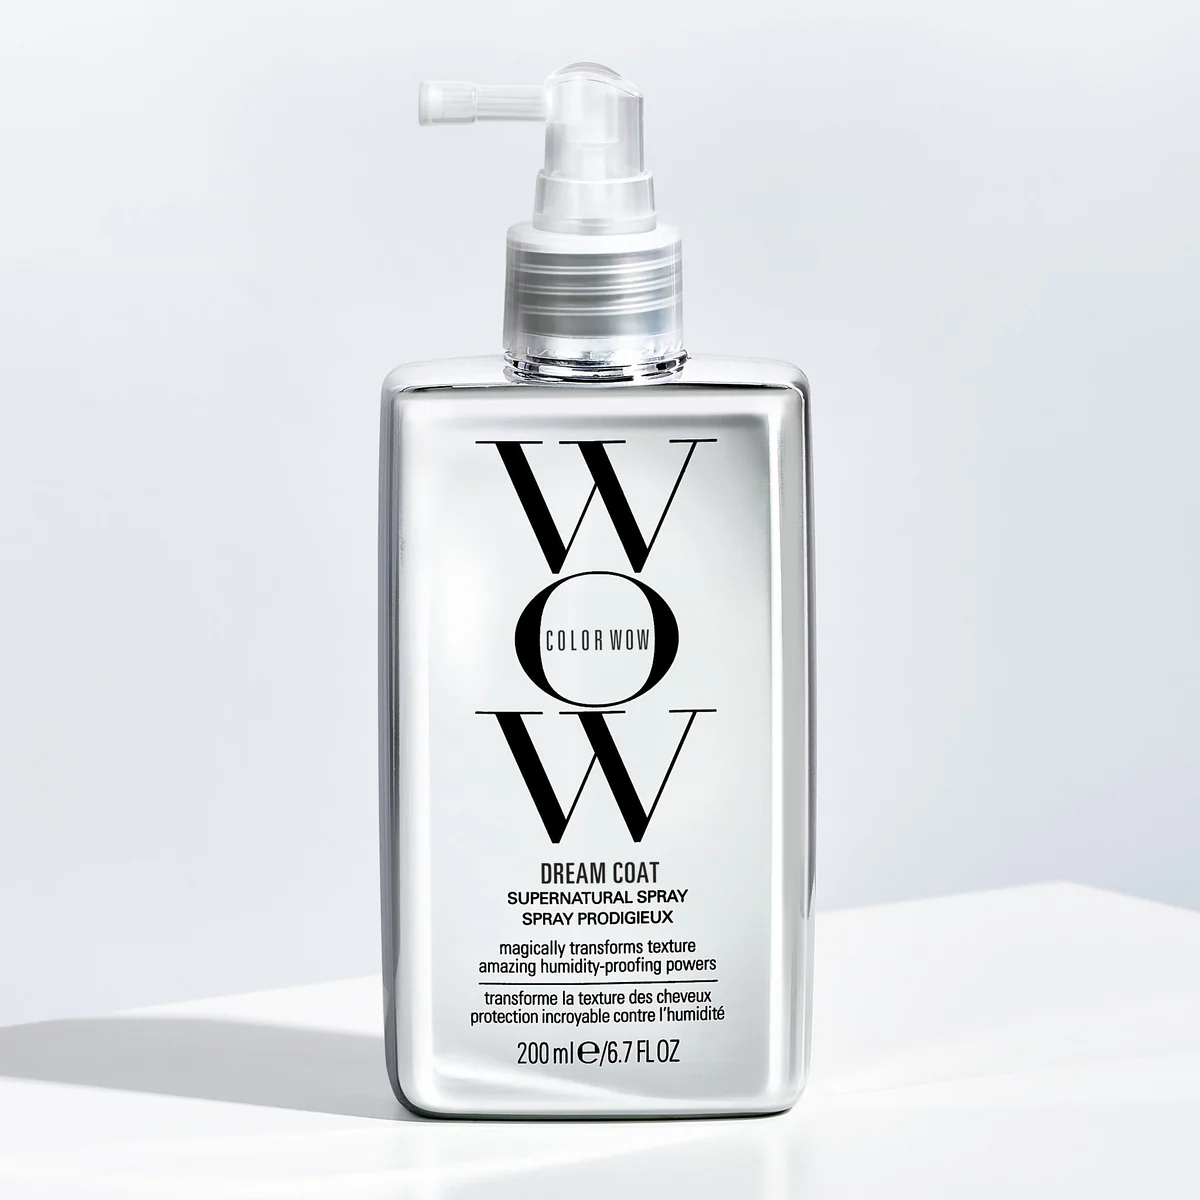 WOW
COLOR WOW
DREAM COAT
SUPERNATURAL SPRAY
SPRAY PRODIGIEUX
magically transforms texture
amazing humidity-proofing powers
transforme la texture des cheveux
protection incroyable contre l'humidité
200 ml℮/6.7 FL OZ